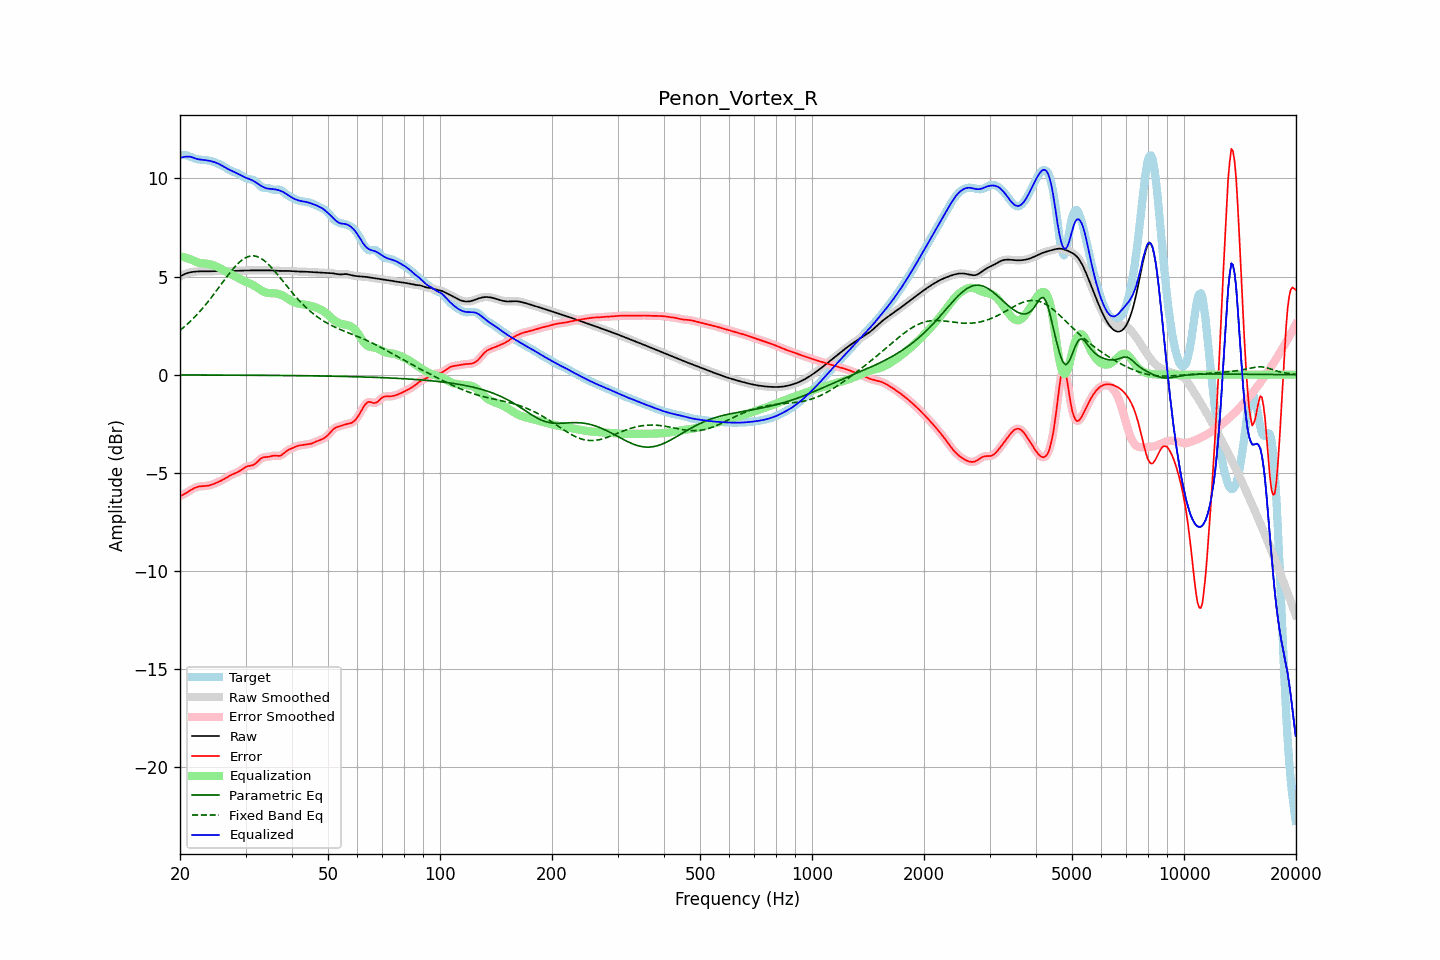 Penon_Vortex_R
Amplitude (dBr)
10
5
0
−5
−10
−15
−20
Target
Raw Smoothed
Error Smoothed
Raw
Error
Equalization
Parametric Eq
Fixed Band Eq
Equalized
20 50 100 200 500 1000 2000 5000 10000 20000
Frequency (Hz)